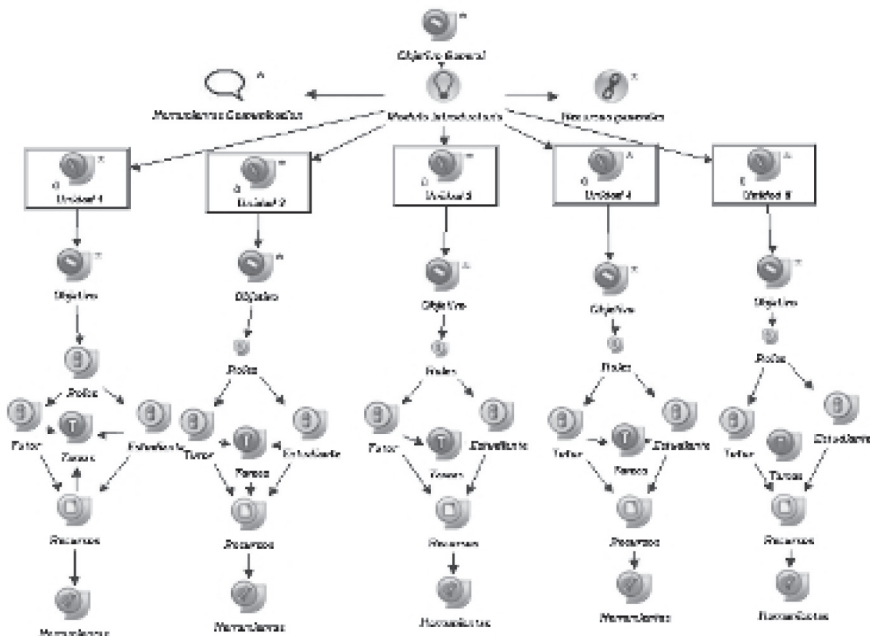 Objetivo General
Herramientas Comunicacion
Modulo Introductorio
Recursos generales
Unidad 1
Unidad 2
Unidad 3
Unidad 4
Unidad 5
Objetivo
Objetivo
Objetivo
Objetivo
Objetivo
Roles
Roles
Roles
Roles
Roles
Tutor
Tareas
Estudiante
Tutor
Tareas
Estudiante
Tutor
Tareas
Estudiante
Tutor
Tareas
Estudiante
Tutor
Tareas
Estudiante
Recursos
Recursos
Recursos
Recursos
Recursos
Herramientas
Herramientas
Herramientas
Herramientas
Herramientas